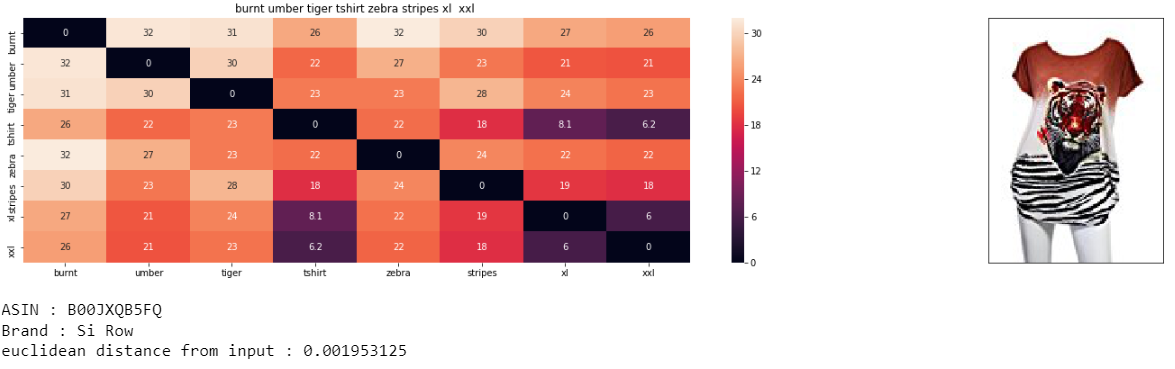 burnt umber tiger tshirt zebra stripes xl xxl
burnt 0 32 31 26 32 30 27 26
umber 32 0 30 22 27 23 21 21
tiger 31 30 0 23 23 28 24 23
tshirt 26 22 23 0 22 18 8.1 6.2
zebra 32 27 23 22 0 24 22 22
stripes 30 23 28 18 24 0 19 18
xl 27 21 24 8.1 22 19 0 6
xxl 26 21 23 6.2 22 18 6 0
burnt umber tiger tshirt zebra stripes xl xxl
30
24
18
12
6
0
ASIN : B00JXQB5FQ
Brand : Si Row
euclidean distance from input : 0.001953125